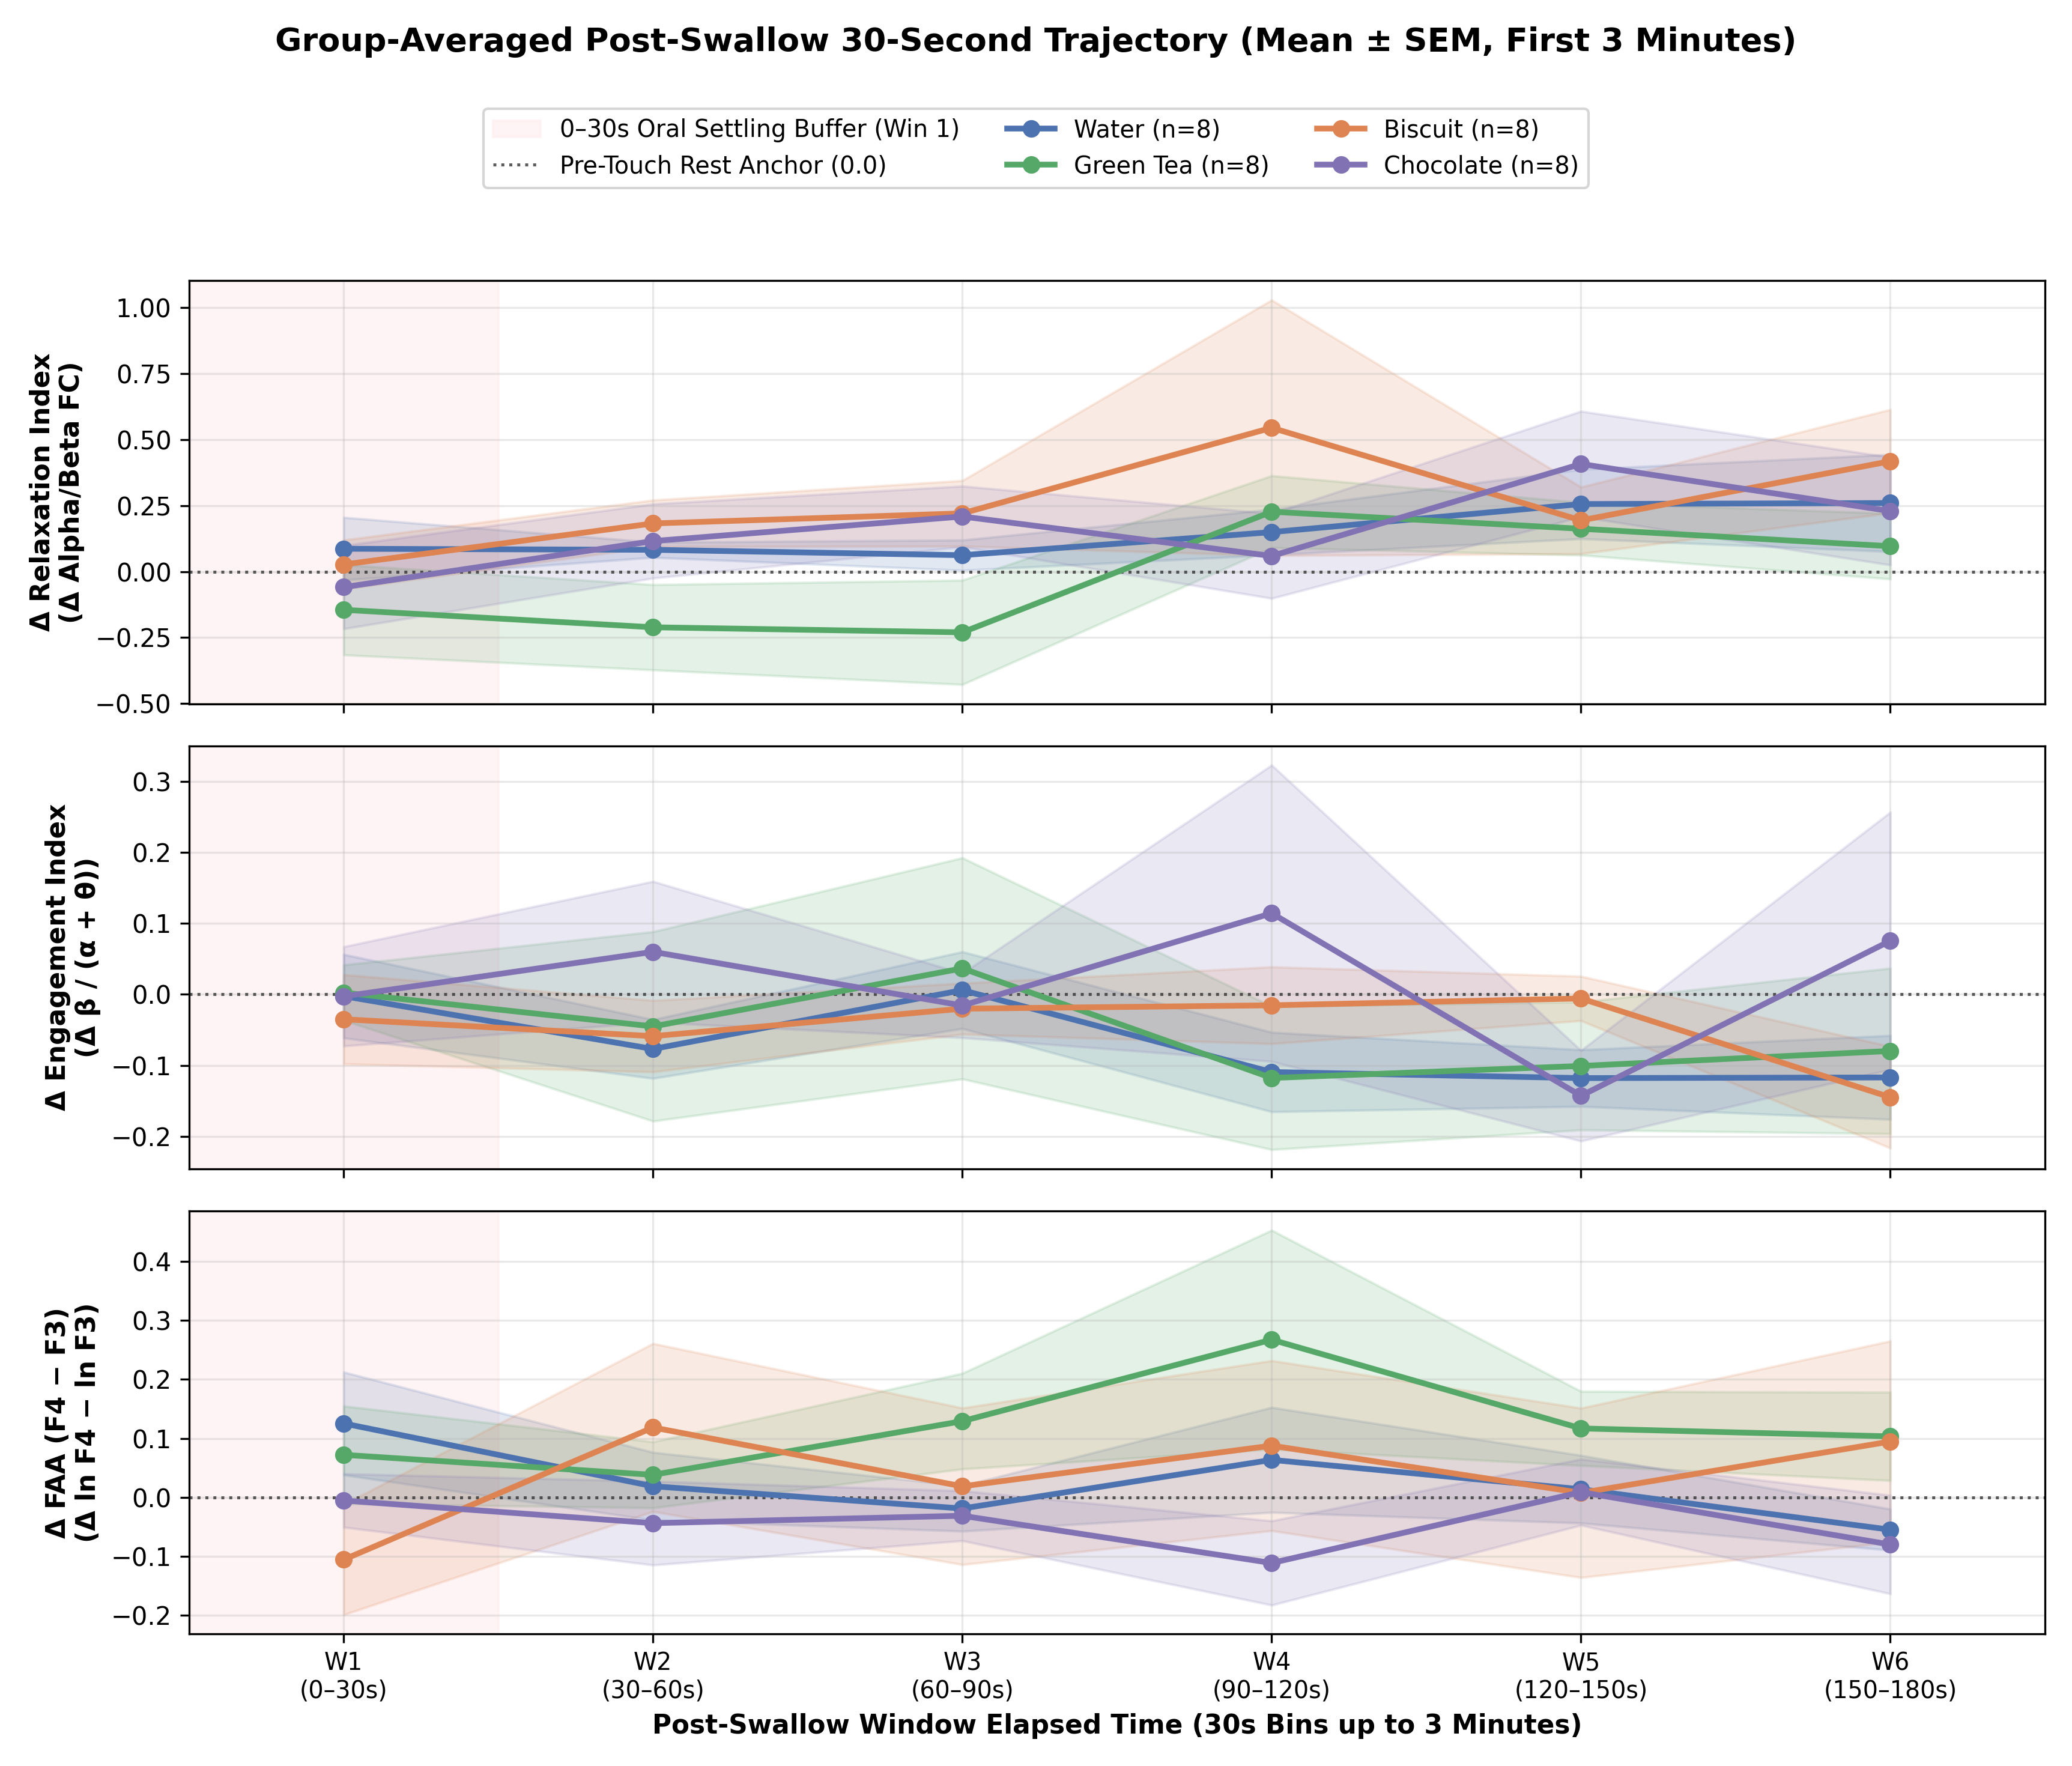 Group-Averaged Post-Swallow 30-Second Trajectory (Mean ± SEM, First 3 Minutes)
0–30s Oral Settling Buffer (Win 1)
Pre-Touch Rest Anchor (0.0)
Water (n=8)
Green Tea (n=8)
Biscuit (n=8)
Chocolate (n=8)
Δ Relaxation Index
(Δ Alpha/Beta FC)
1.00
0.75
0.50
0.25
0.00
−0.25
−0.50
Δ Engagement Index
(Δ β / (α + θ))
0.3
0.2
0.1
0.0
−0.1
−0.2
Δ FAA (F4 − F3)
(Δ ln F4 − ln F3)
0.4
0.3
0.2
0.1
0.0
−0.1
−0.2
W1
(0–30s)
W2
(30–60s)
W3
(60–90s)
W4
(90–120s)
W5
(120–150s)
W6
(150–180s)
Post-Swallow Window Elapsed Time (30s Bins up to 3 Minutes)